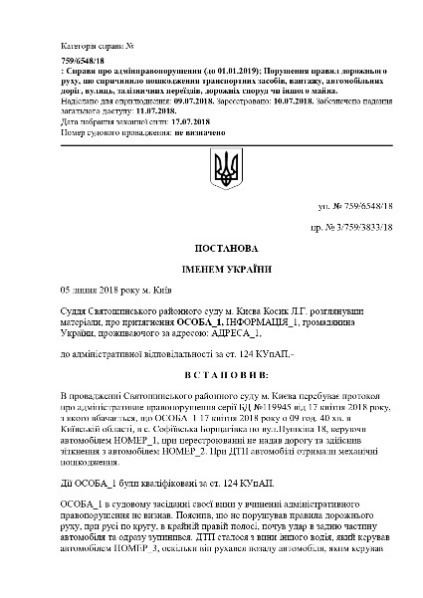 Категорія справи №
759/6548/18
: Справи про адмінправопорушення (до 01.01.2019); Порушення правил дорожнього
руху, що спричинило пошкодження транспортних засобів, вантажу, автомобільних
доріг, вулиць, залізничних переїздів, дорожніх споруд чи іншого майна.
Надіслано для оприлюднення: 09.07.2018. Зареєстровано: 10.07.2018. Забезпечено надання
загального доступу: 11.07.2018.
Дата набрання законної сили: 17.07.2018
Номер судового провадження: не визначено
ун. № 759/6548/18
пр. № 3/759/3833/18
ПОСТАНОВА
ІМЕНЕМ УКРАЇНИ
05 липня 2018 року м. Київ
Суддя Святошинського районного суду м. Києва Косик Л.Г. розглянувши
матеріали, про притягнення ОСОБА_1, ІНФОРМАЦІЯ_1, громадянина
України, проживаючого за адресою: АДРЕСА_1,
до адміністративної відповідальності за ст. 124 КУпАП,-
В С Т А Н О В И В:
В провадженні Святошинського районного суду м. Києва перебуває протокол
про адміністративне правопорушення серії БД №119945 від 17 квітня 2018 року,
з якого вбачається, що ОСОБА_1 17 квітня 2018 року о 09 год. 40 хв. в
Київській області, в с. Софіївська Борщагівка по вул.Пушкіна 18, керуючи
автомобілем НОМЕР_1, при перестроюванні не надав дорогу та здійснив
зіткнення з автомобілем НОМЕР_2. При ДТП автомобілі отримали механічні
пошкодження.
Дії ОСОБА_1 були кваліфіковані за ст. 124 КУпАП.
ОСОБА_1 в судовому засіданні своєї вини у вчиненні адміністративного
правопорушення не визнав. Пояснив, що не порушував правила дорожнього
руху, при русі по кругу, в крайній правій полосі, почув удар в задню частину
автомобіля та одразу зупинився. ДТП сталося з вини іншого водія, який керував
автомобілем НОМЕР_3, оскільки він рухався позаду автомобіля, яким керував